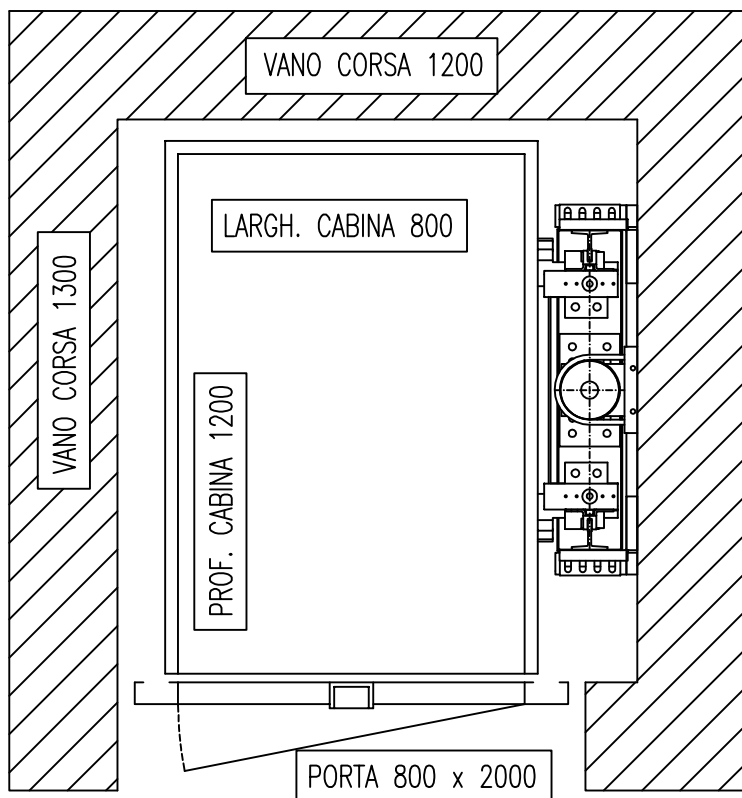 VANO CORSA 1200
LARGH. CABINA 800
VANO CORSA 1300
PROF. CABINA 1200
PORTA 800 x 2000